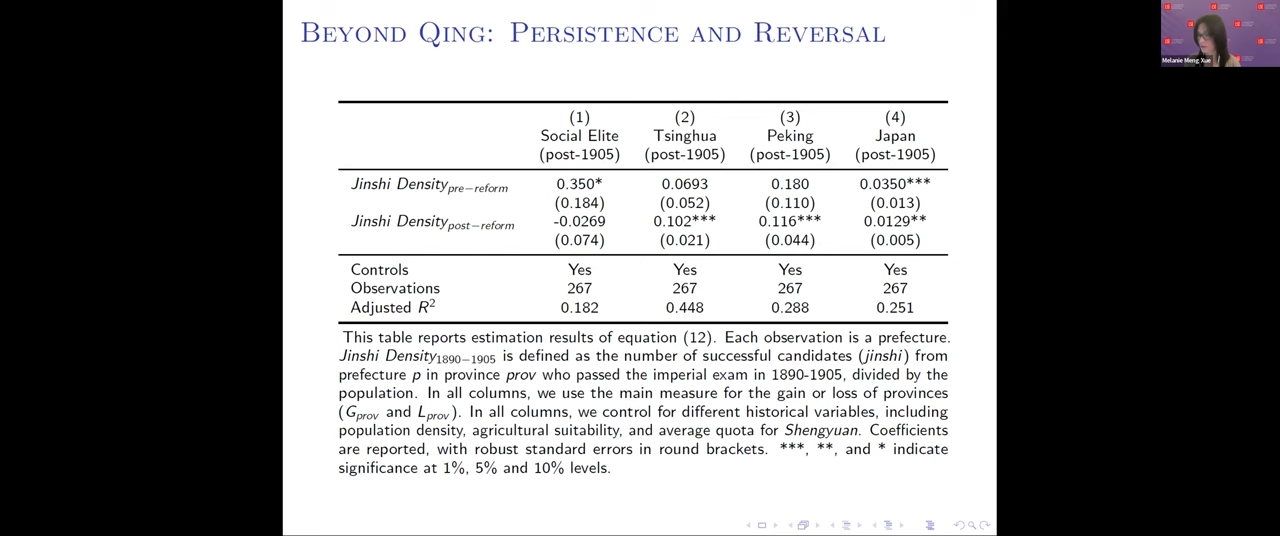 BEYOND QING: PERSISTENCE AND REVERSAL
Melanie Meng Xue
(1) (2) (3) (4)
Social Elite Tsinghua Peking Japan
(post-1905) (post-1905) (post-1905) (post-1905)
Jinshi Density pre−reform 0.350* 0.0693 0.180 0.0350***
(0.184) (0.052) (0.110) (0.013)
Jinshi Density post−reform -0.0269 0.102*** 0.116*** 0.0129**
(0.074) (0.021) (0.044) (0.005)
Controls Yes Yes Yes Yes
Observations 267 267 267 267
Adjusted R2 0.182 0.448 0.288 0.251
This table reports estimation results of equation (12). Each observation is a prefecture.
Jinshi Density1890−1905 is defined as the number of successful candidates (jinshi) from
prefecture p in province prov who passed the imperial exam in 1890-1905, divided by the
population. In all columns, we use the main measure for the gain or loss of provinces
(Gprov and Lprov). In all columns, we control for different historical variables, including
population density, agricultural suitability, and average quota for Shengyuan. Coefficients
are reported, with robust standard errors in round brackets. ***, **, and * indicate
significance at 1%, 5% and 10% levels.